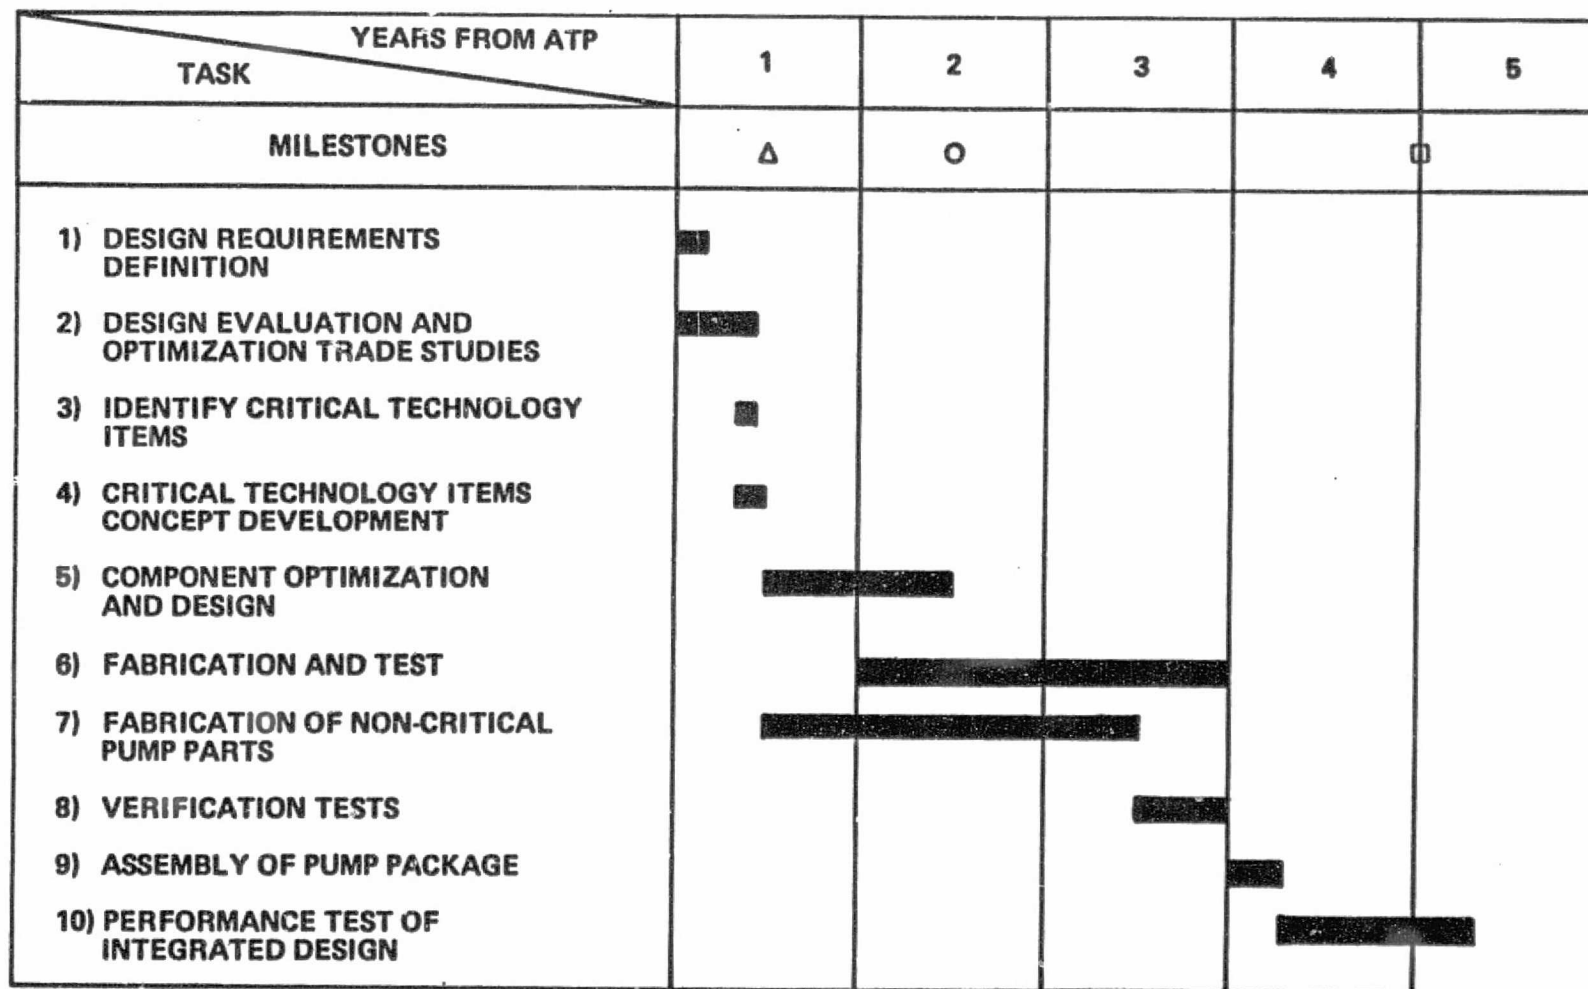 YEARS FROM ATP
TASK
1
2
3
4
5
MILESTONES
1) DESIGN REQUIREMENTS
DEFINITION
2) DESIGN EVALUATION AND
OPTIMIZATION TRADE STUDIES
3) IDENTIFY CRITICAL TECHNOLOGY
ITEMS
4) CRITICAL TECHNOLOGY ITEMS
CONCEPT DEVELOPMENT
5) COMPONENT OPTIMIZATION
AND DESIGN
6) FABRICATION AND TEST
7) FABRICATION OF NON-CRITICAL
PUMP PARTS
8) VERIFICATION TESTS
9) ASSEMBLY OF PUMP PACKAGE
10) PERFORMANCE TEST OF
INTEGRATED DESIGN